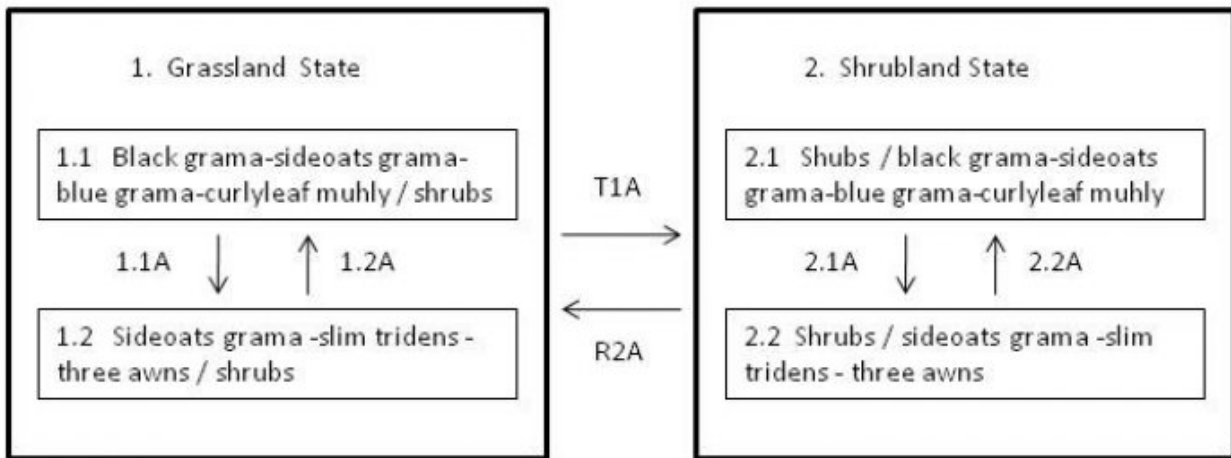 1. Grassland State
1.1 Black grama-sideoats grama-
blue grama-curlyleaf muhly / shrubs
1.1A
1.2A
1.2 Sideoats grama -slim tridens -
three awns / shrubs
T1A
R2A
2. Shrubland State
2.1 Shubs / black grama-sideoats
grama-blue grama-curlyleaf muhly
2.1A
2.2A
2.2 Shrubs / sideoats grama -slim
tridens - three awns